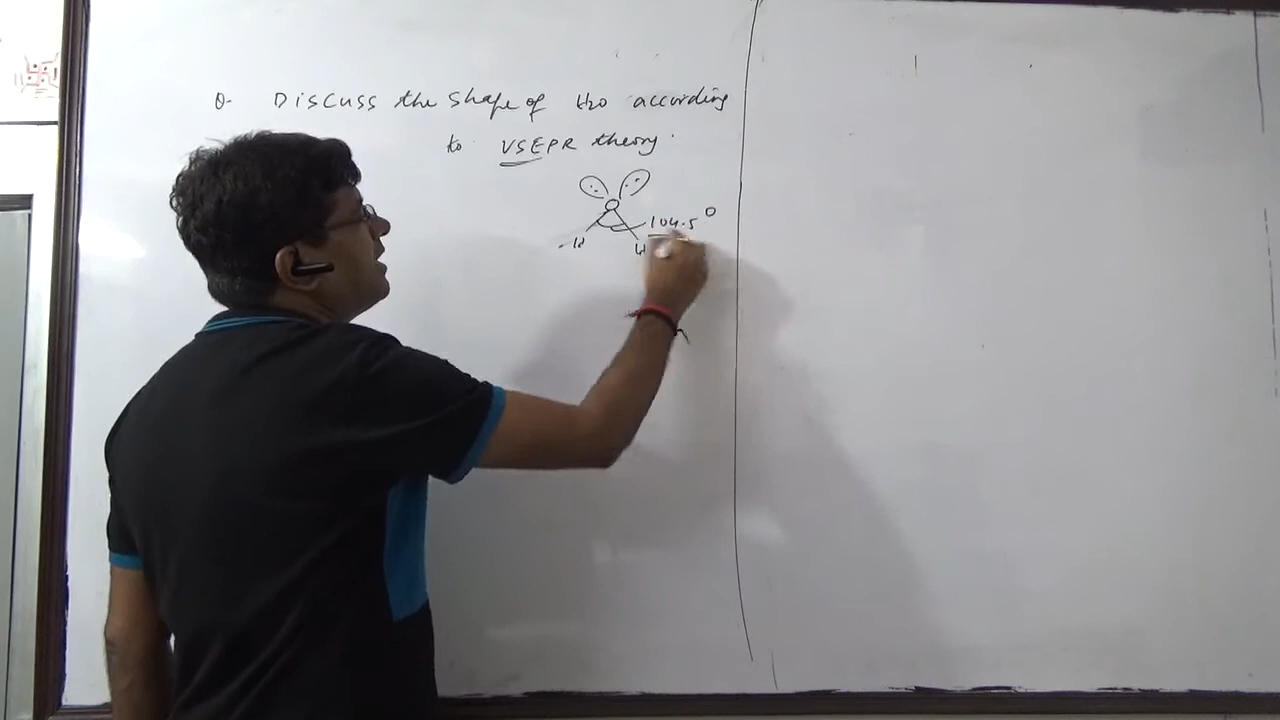 Q- Discuss the shape of H2O according
to VSEPR theory.
O
104.5°
H
H